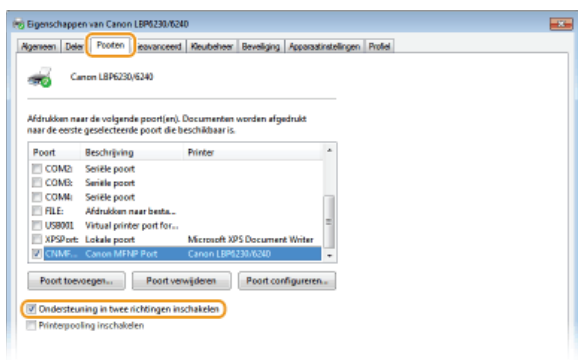 Eigenschappen van Canon LBP6230/6240
Algemeen Delen Poorten Geavanceerd Kleurbeheer Beveiliging Apparaatinstellingen Profiel
Canon LBP6230/6240
Afdrukken naar de volgende poort(en). Documenten worden afgedrukt
naar de eerste geselecteerde poort die beschikbaar is.
Poort Beschrijving Printer
COM2: Seriële poort
COM3: Seriële poort
COM4: Seriële poort
FILE: Afdrukken naar besta...
USB001 Virtual printer port for...
XPSPort: Lokale poort Microsoft XPS Document Writer
CNMF... Canon MFNP Port Canon LBP6230/6240
Poort toevoegen... Poort verwijderen Poort configureren...
Ondersteuning in twee richtingen inschakelen
Printerpooling inschakelen